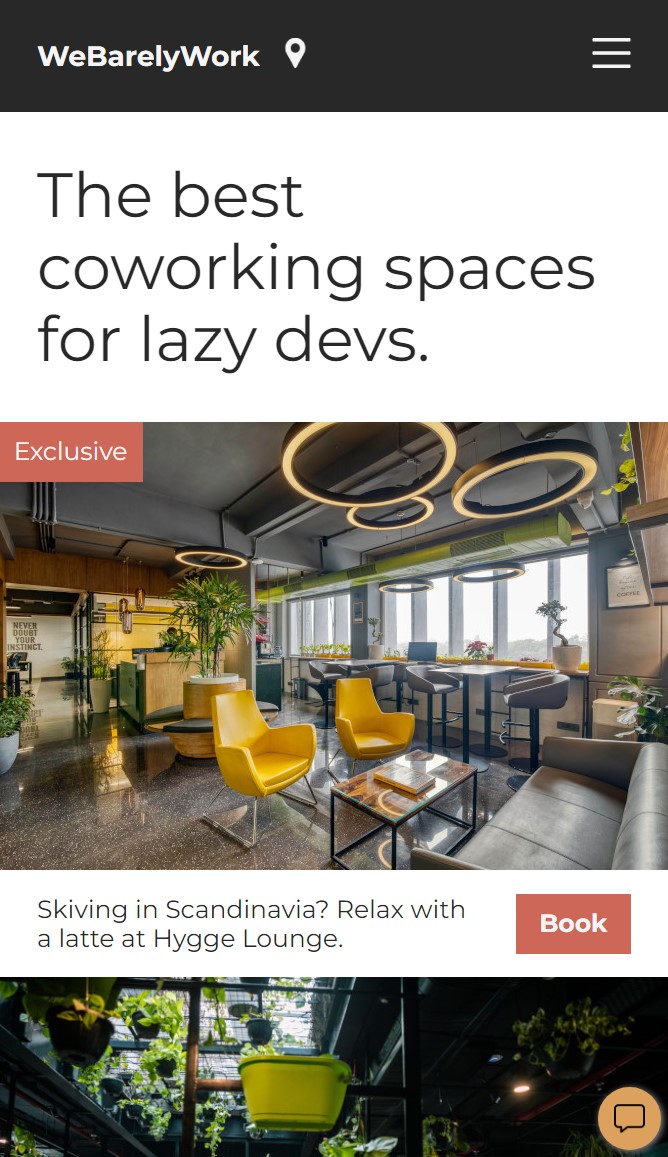 WeBarelyWork
The best
coworking spaces
for lazy devs.
Exclusive
NEVER
DOUBT
YOUR
INSTINCT.
COFFEE
Skiving in Scandinavia? Relax with
a latte at Hygge Lounge.
Book